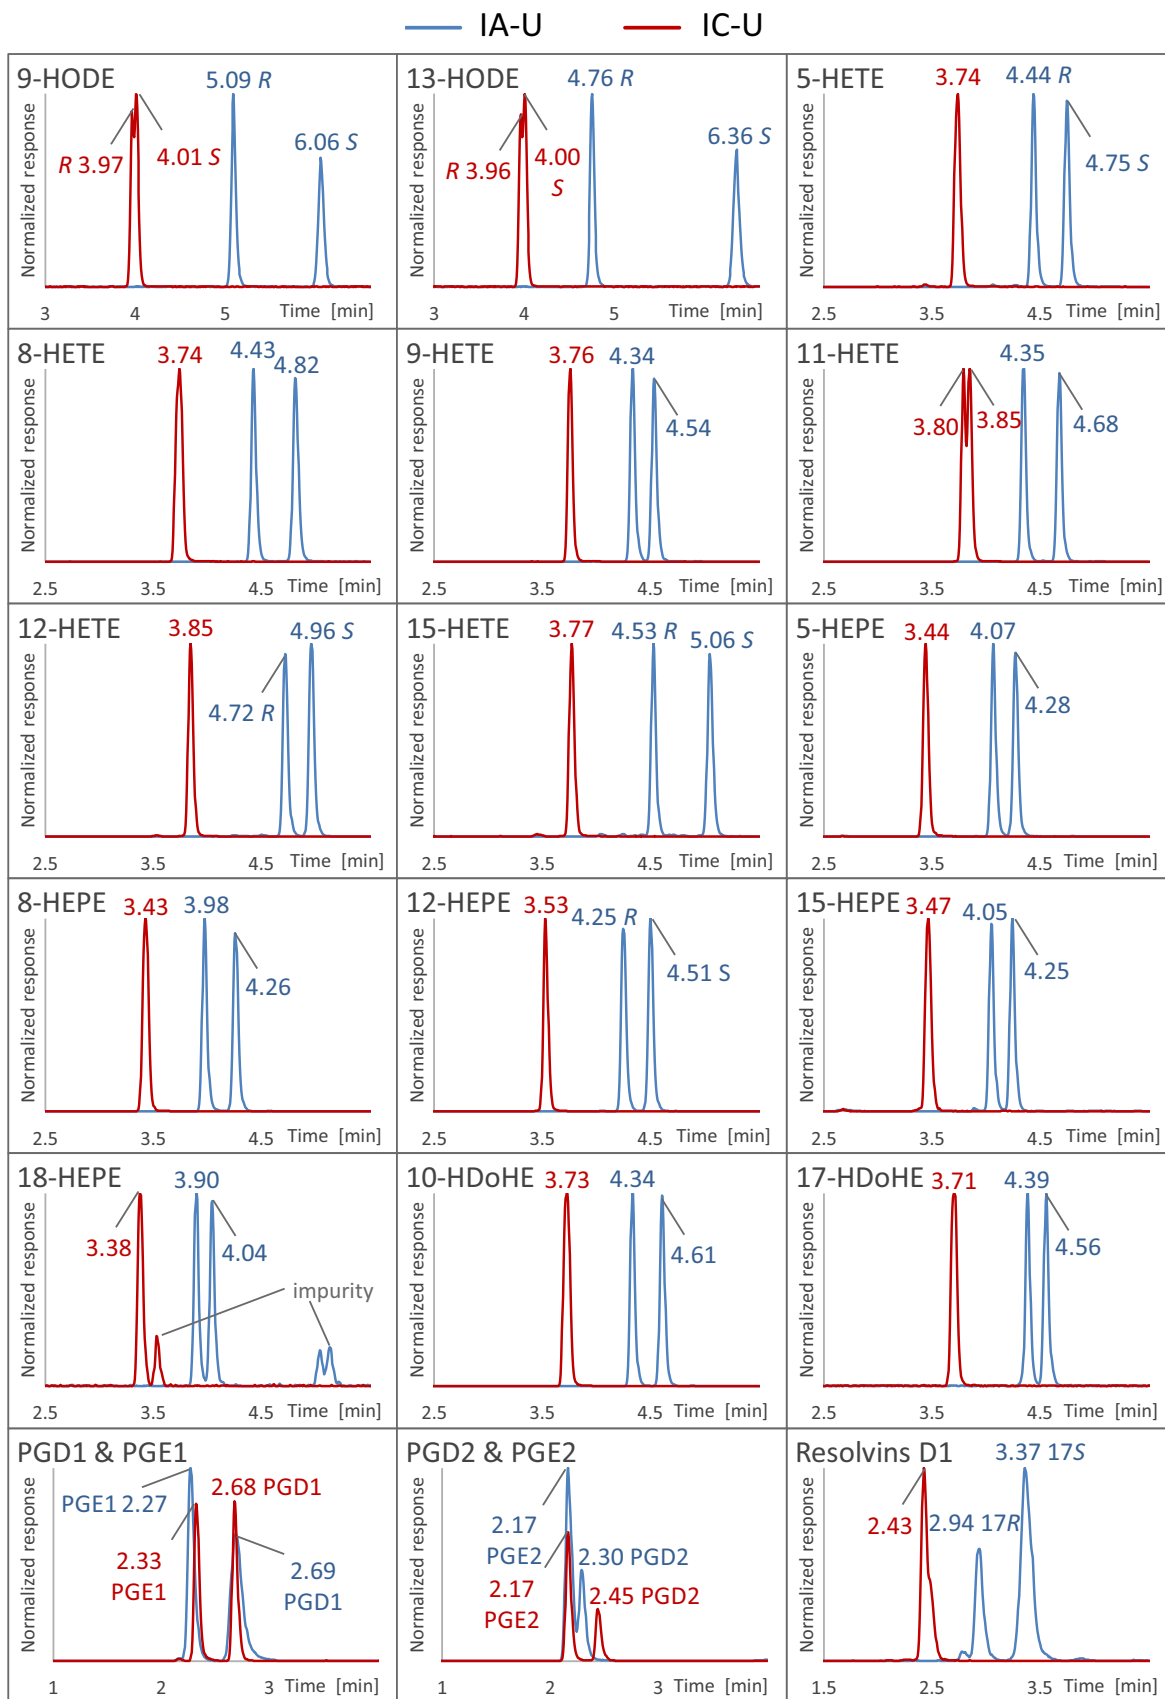 IA-U IC-U
9-HODE
5.09 R
6.06 S
R 3.97
4.01 S
Normalized response
3 4 5 Time [min]
13-HODE
4.76 R
6.36 S
R 3.96
4.00
S
Normalized response
3 4 5 Time [min]
5-HETE
3.74
4.44 R
4.75 S
Normalized response
2.5 3.5 4.5 Time [min]
8-HETE
3.74
4.43
4.82
Normalized response
2.5 3.5 4.5 Time [min]
9-HETE
3.76
4.34
4.54
Normalized response
2.5 3.5 4.5 Time [min]
11-HETE
4.35
3.80
3.85
4.68
Normalized response
2.5 3.5 4.5 Time [min]
12-HETE
3.85
4.96 S
4.72 R
Normalized response
2.5 3.5 4.5 Time [min]
15-HETE
3.77
4.53 R
5.06 S
Normalized response
2.5 3.5 4.5 Time [min]
5-HEPE
3.44
4.07
4.28
Normalized response
2.5 3.5 4.5 Time [min]
8-HEPE
3.43
3.98
4.26
Normalized response
2.5 3.5 4.5 Time [min]
12-HEPE
3.53
4.25 R
4.51 S
Normalized response
2.5 3.5 4.5 Time [min]
15-HEPE
3.47
4.05
4.25
Normalized response
2.5 3.5 4.5 Time [min]
18-HEPE
3.90
3.38
4.04
impurity
Normalized response
2.5 3.5 4.5 Time [min]
10-HDoHE
3.73
4.34
4.61
Normalized response
2.5 3.5 4.5 Time [min]
17-HDoHE
3.71
4.39
4.56
Normalized response
2.5 3.5 4.5 Time [min]
PGD1 & PGE1
PGE1 2.27
2.68 PGD1
2.33
PGE1
2.69
PGD1
Normalized response
1 2 3 Time [min]
PGD2 & PGE2
2.17
PGE2
2.30 PGD2
2.17
PGE2
2.45 PGD2
Normalized response
1 2 3 Time [min]
Resolvins D1
3.37 17S
2.43
2.94 17R
Normalized response
1.5 2.5 3.5 Time [min]